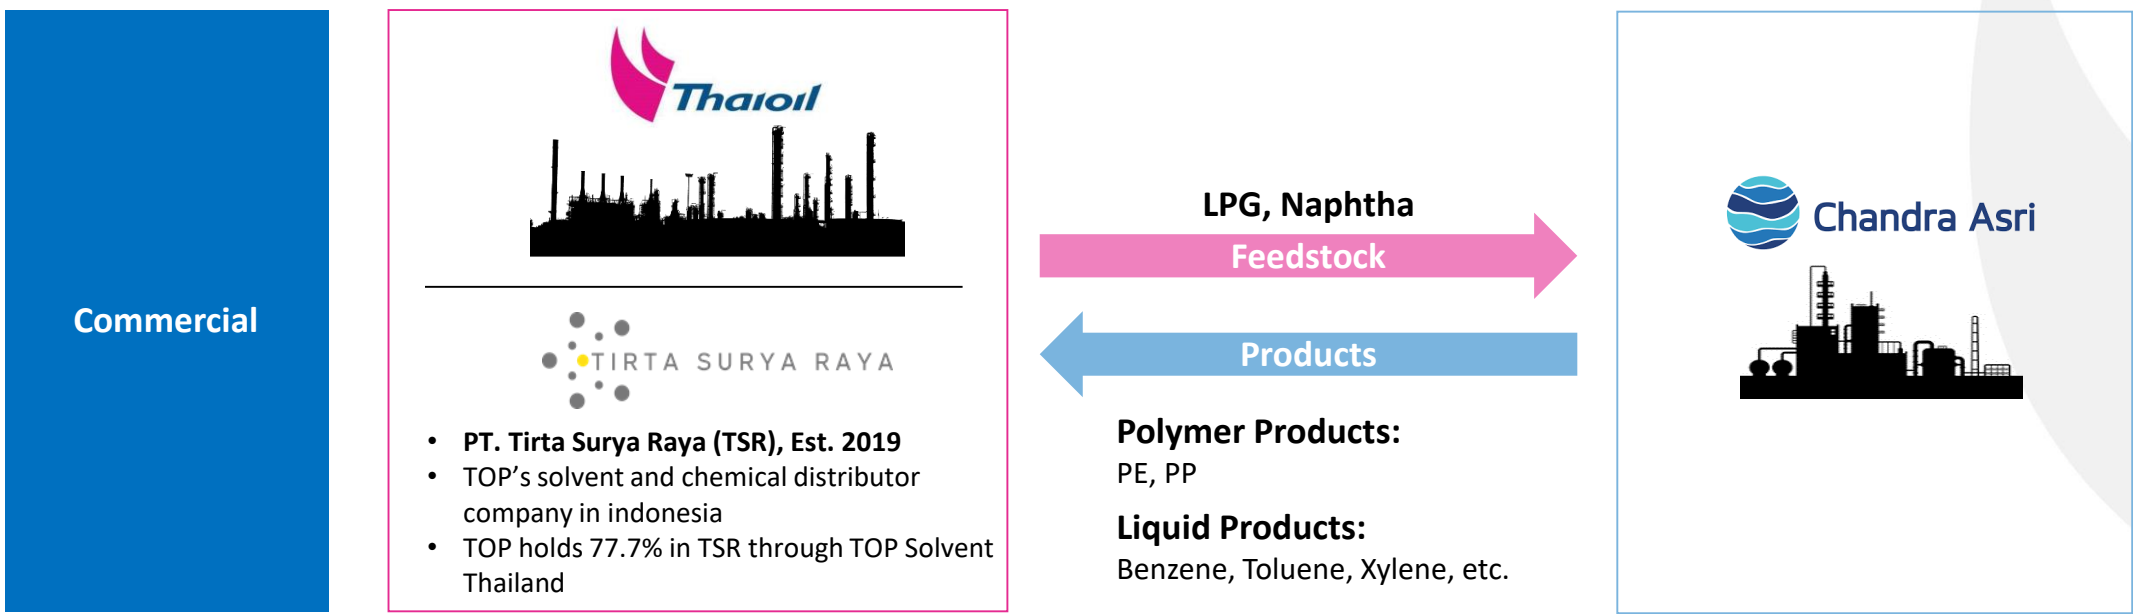 Commercial
Thaioil
TIRTA SURYA RAYA
• PT. Tirta Surya Raya (TSR), Est. 2019
• TOP’s solvent and chemical distributor
company in indonesia
• TOP holds 77.7% in TSR through TOP Solvent
Thailand
LPG, Naphtha
Feedstock
Products
Polymer Products:
PE, PP
Liquid Products:
Benzene, Toluene, Xylene, etc.
Chandra Asri